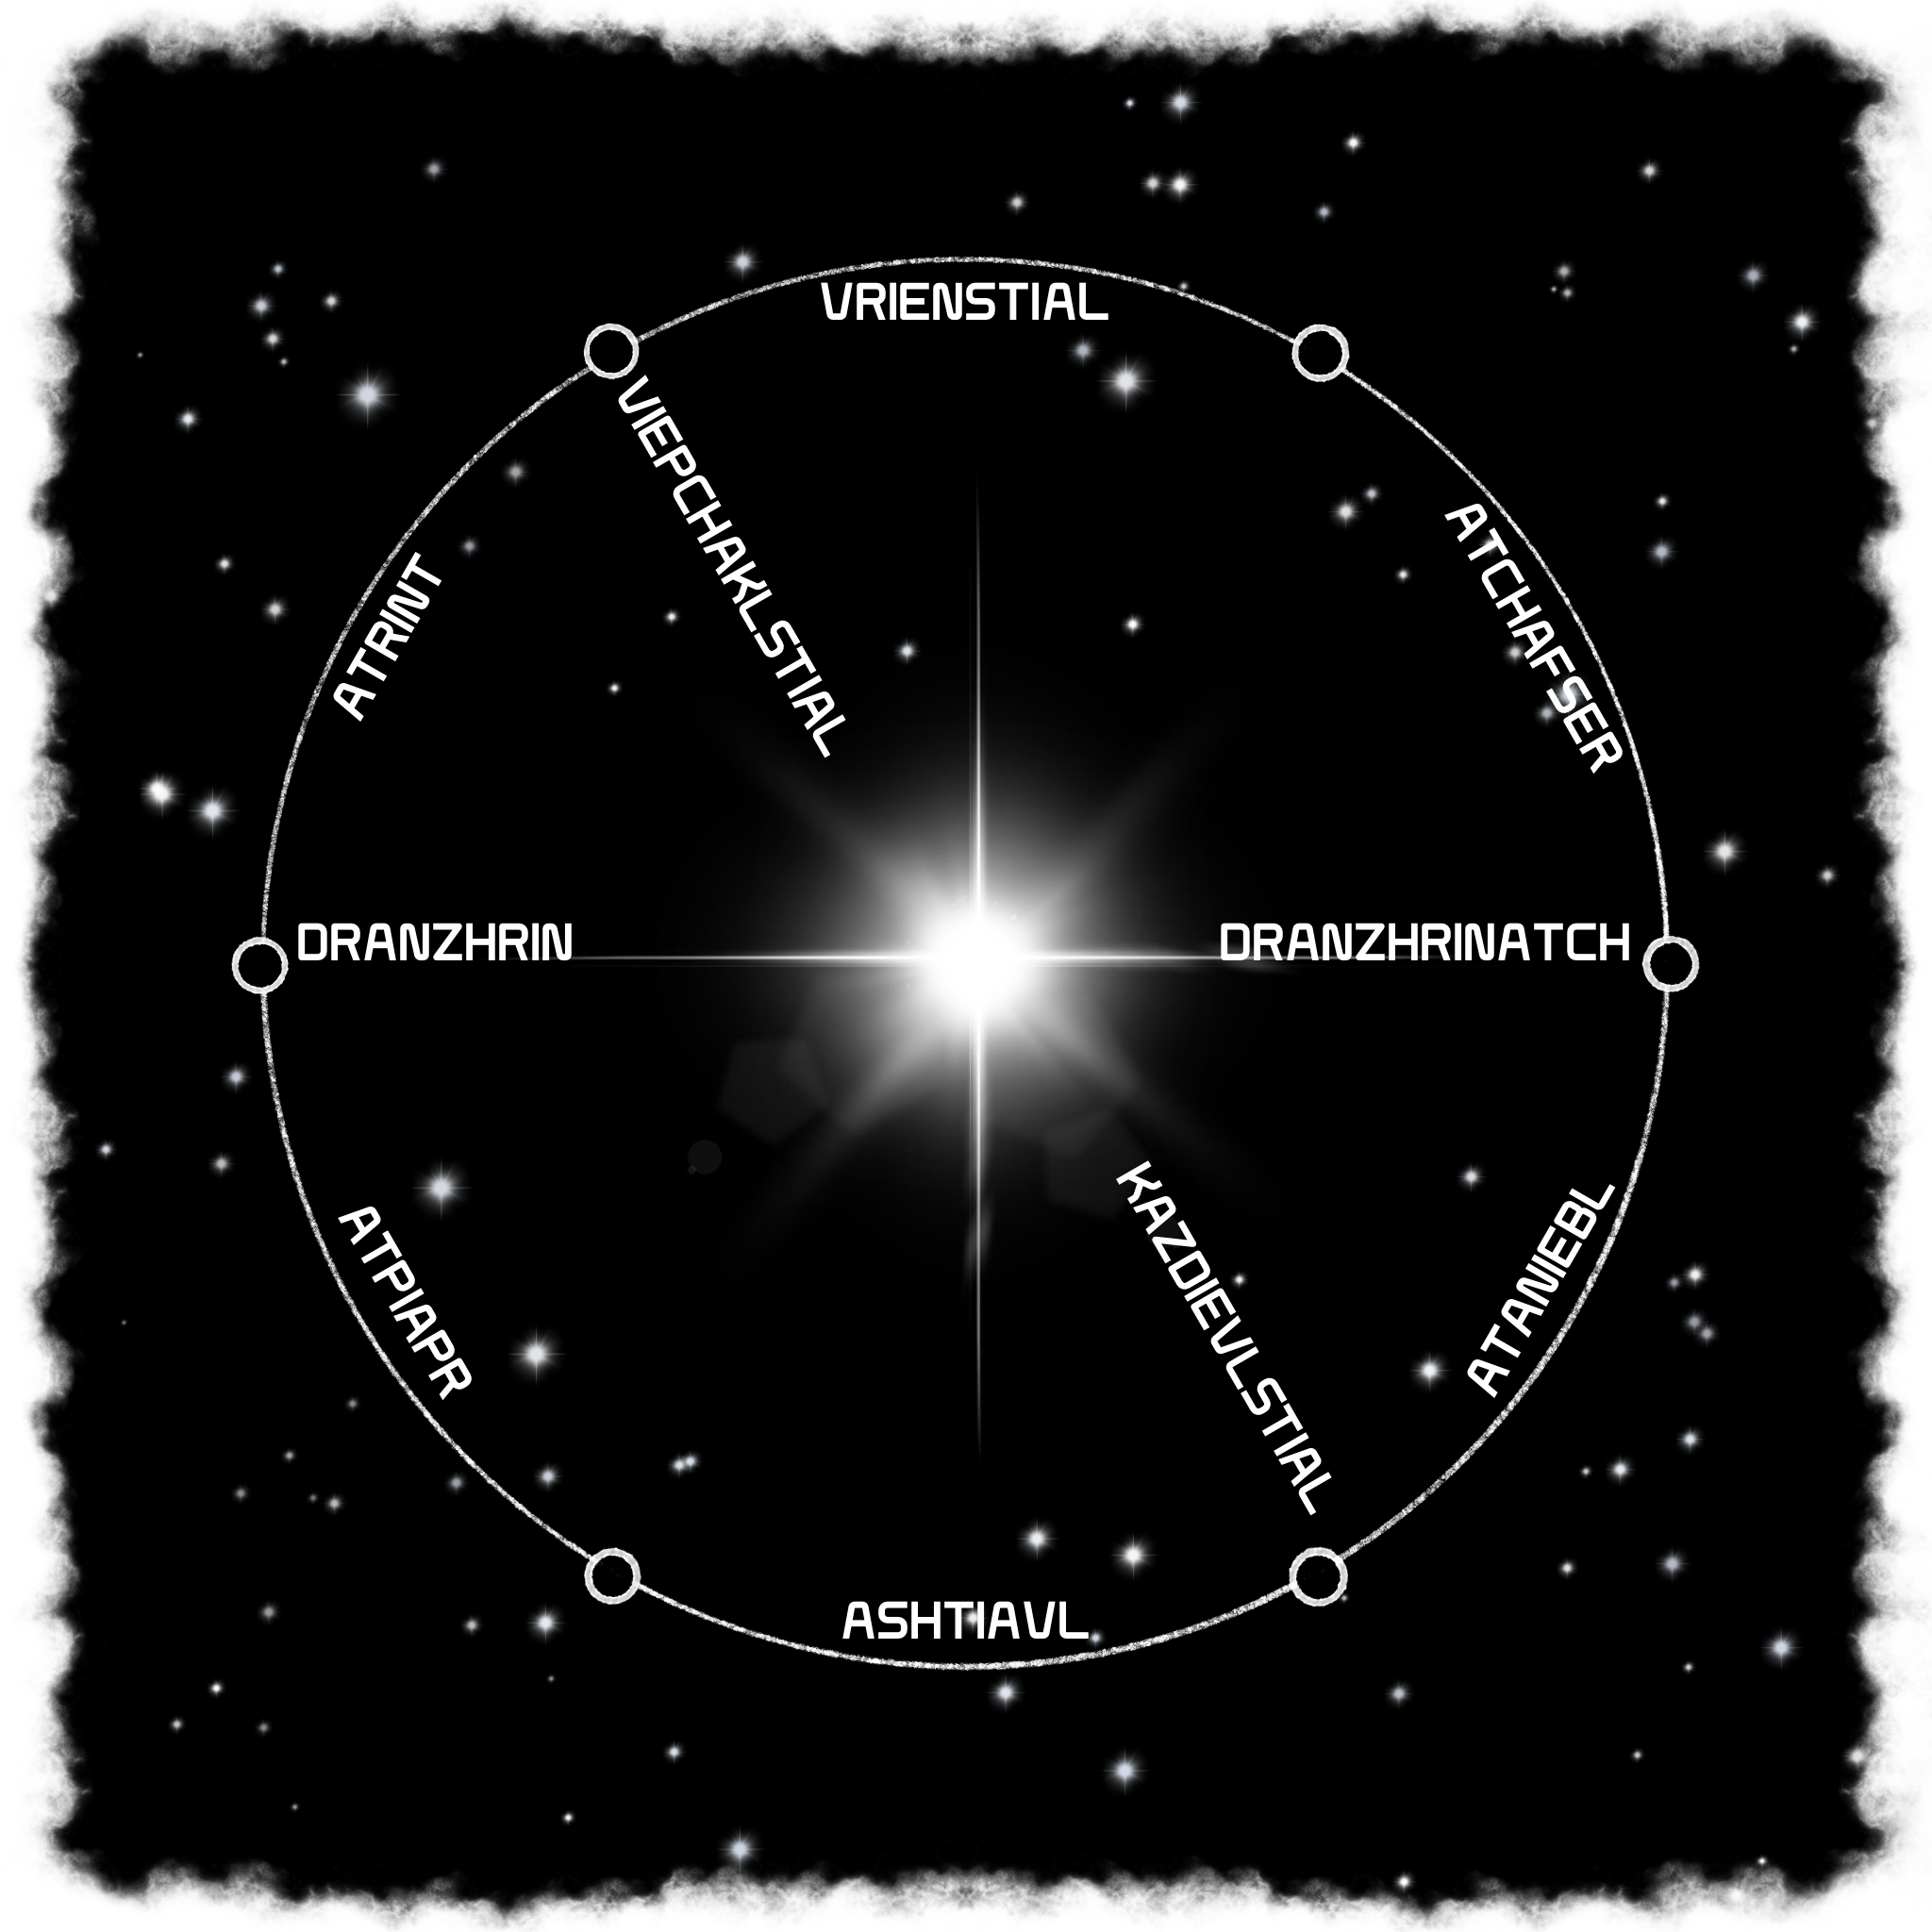 VRIENSTIAL
VIEPCHAKLSTIAL
ATCHAFSER
ATRINT
DRANZHRIN
DRANZHRINATCH
KAZDIEVLSTIAL
ATANIEBL
ATPIAPR
ASHTIAVL